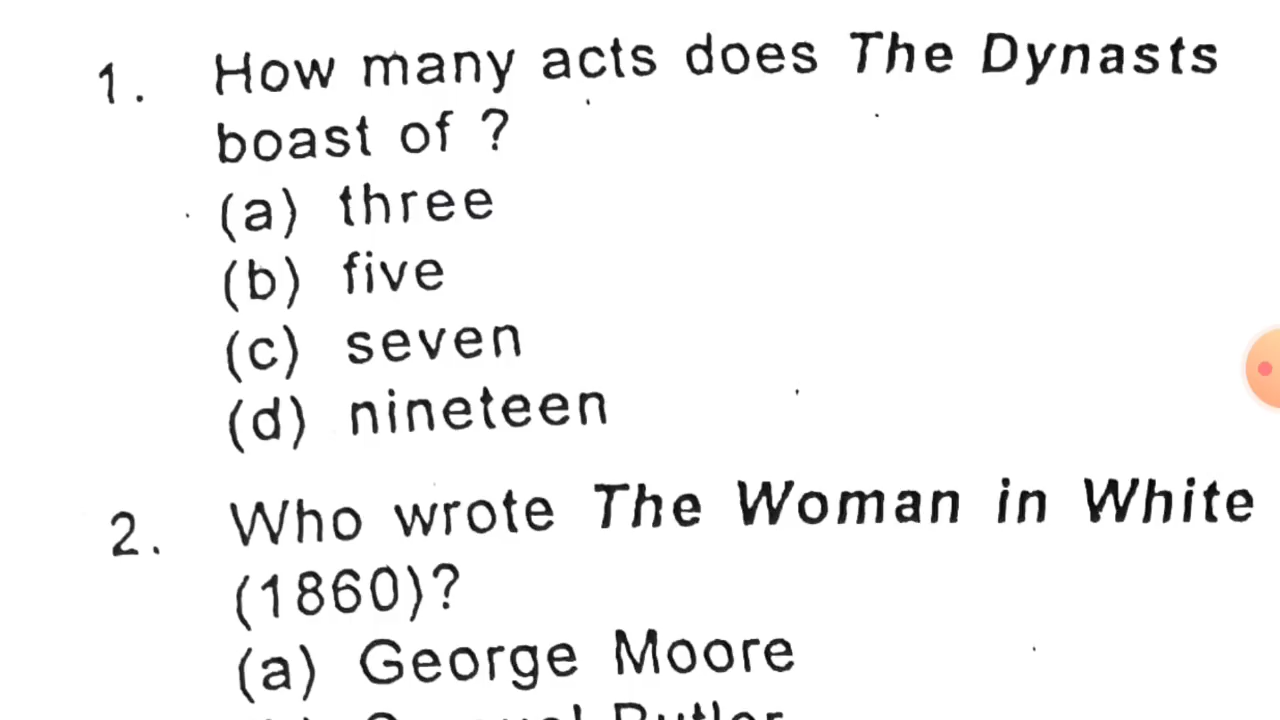 1. How many acts does The Dynasts
boast of ?
(a) three
(b) five
(c) seven
(d) nineteen
2. Who wrote The Woman in White
(1860)?
(a) George Moore
Butler